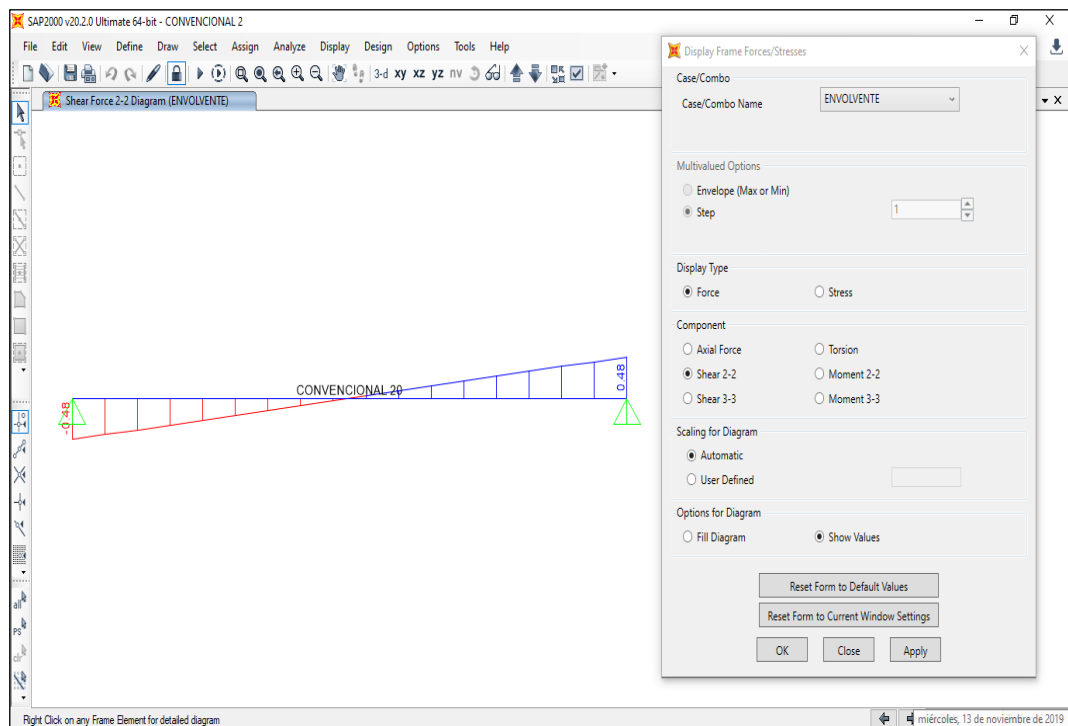 SAP2000 v20.2.0 Ultimate 64-bit - CONVENCIONAL 2
File Edit View Define Draw Select Assign Analyze Display Design Options Tools Help
3-d xy xz yz nv
Shear Force 2-2 Diagram (ENVOLVENTE)
X
Display Frame Forces/Stresses
Case/Combo
Case/Combo Name ENVOLVENTE
Multivalued Options
Envelope (Max or Min)
Step 1
Display Type
Force Stress
Component
Axial Force Torsion
Shear 2-2 Moment 2-2
Shear 3-3 Moment 3-3
Scaling for Diagram
Automatic
User Defined
Options for Diagram
Fill Diagram Show Values
Reset Form to Default Values
Reset Form to Current Window Settings
OK Close Apply
CONVENCIONAL 20
-0.48
0.48
all
PS
clr
Right Click on any Frame Element for detailed diagram
miércoles, 13 de noviembre de 2019